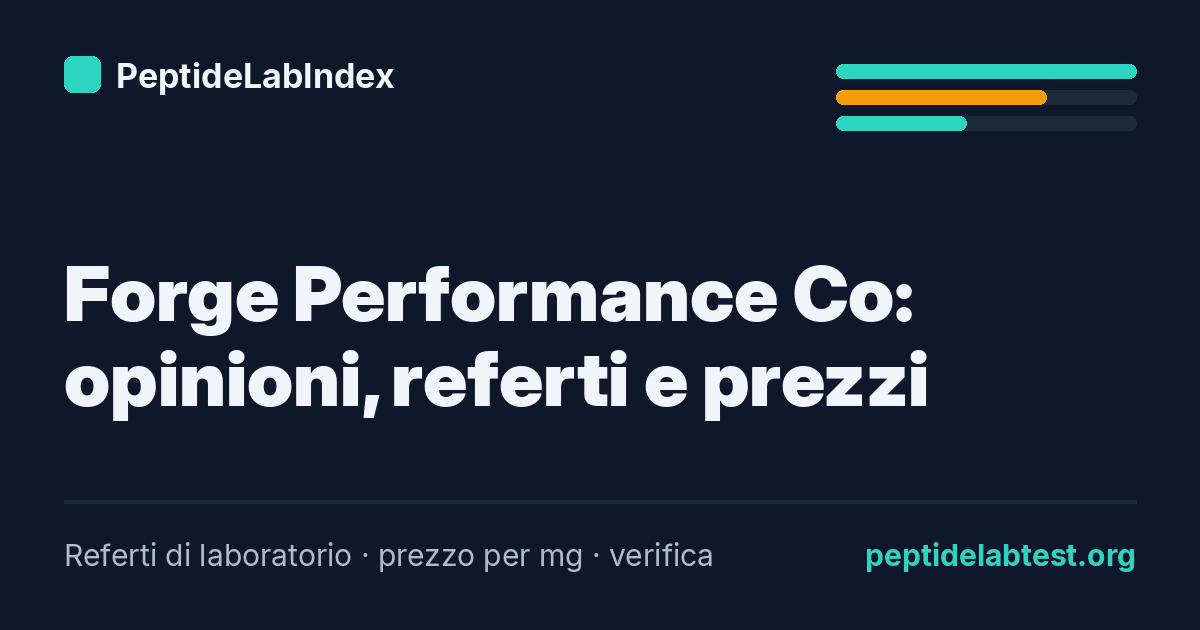 PeptideLabIndex
Forge Performance Co:
opinioni, referti e prezzi
Referti di laboratorio · prezzo per mg · verifica
peptidelabtest.org